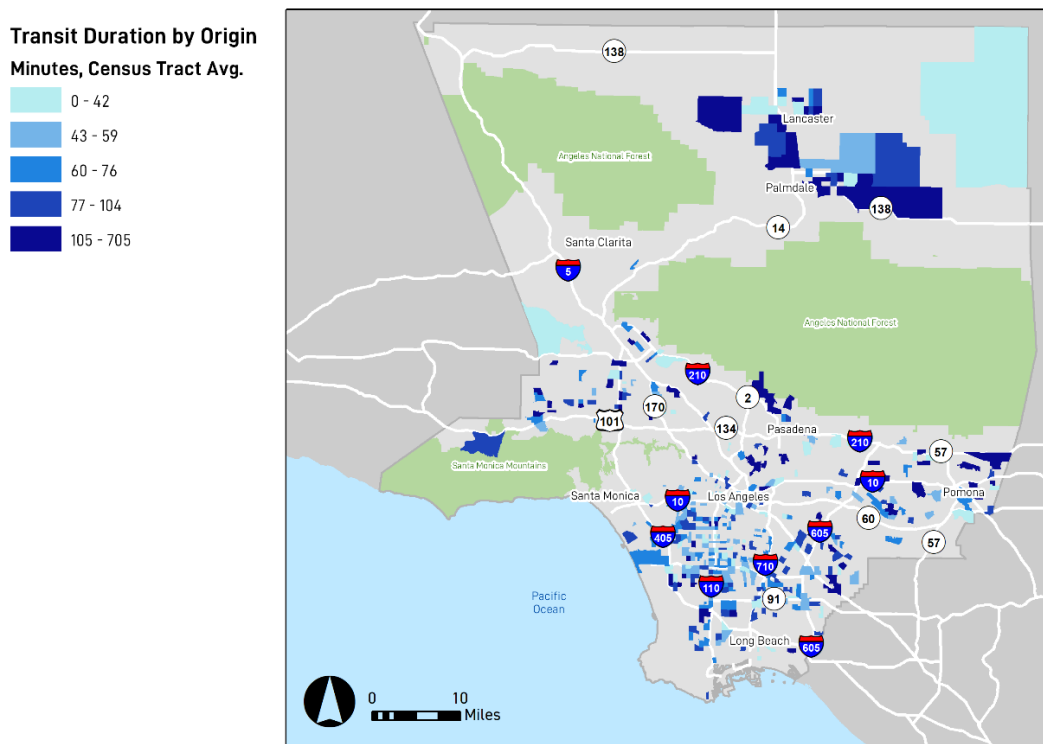 Transit Duration by Origin
Minutes, Census Tract Avg.
0 - 42
43 - 59
60 - 76
77 - 104
105 - 705
138
Lancaster
Angeles National Forest
Palmdale
138
14
Santa Clarita
5
Angeles National Forest
210
2
170
101
134
Pasadena
210
57
Santa Monica Mountains
10
Santa Monica
Los Angeles
Pomona
10
60
405
605
57
710
110
Pacific
Ocean
91
Long Beach
605
0
10
Miles